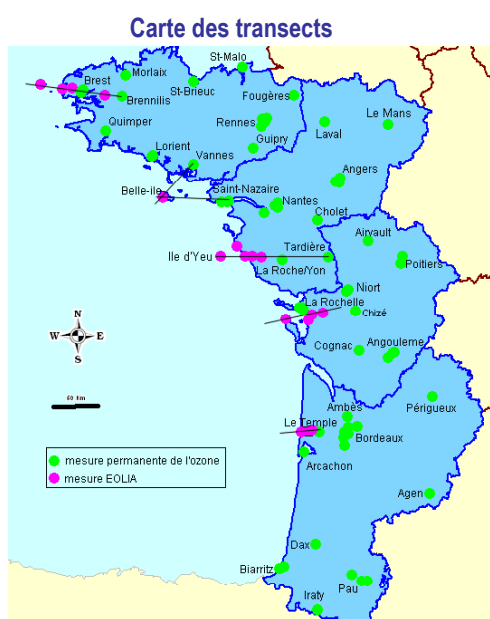 Carte des transects
St-Malo
Morlaix
Brest
St-Brieuc
Fougères
Brennilis
Le Mans
Quimper
Rennes
Laval
Guipry
Lorient
Vannes
Angers
Belle-ile
Saint-Nazaire
Nantes
Cholet
Airvault
Ile d'Yeu
Tardière
Poitiers
La Roche/Yon
Niort
La Rochelle
Chizé
N
W E
S
Cognac
Angouleme
60 Km
Périgueux
Ambès
Le Temple
Bordeaux
Arcachon
mesure permanente de l'ozone
mesure EOLIA
Agen
Dax
Biarritz
Pau
Iraty